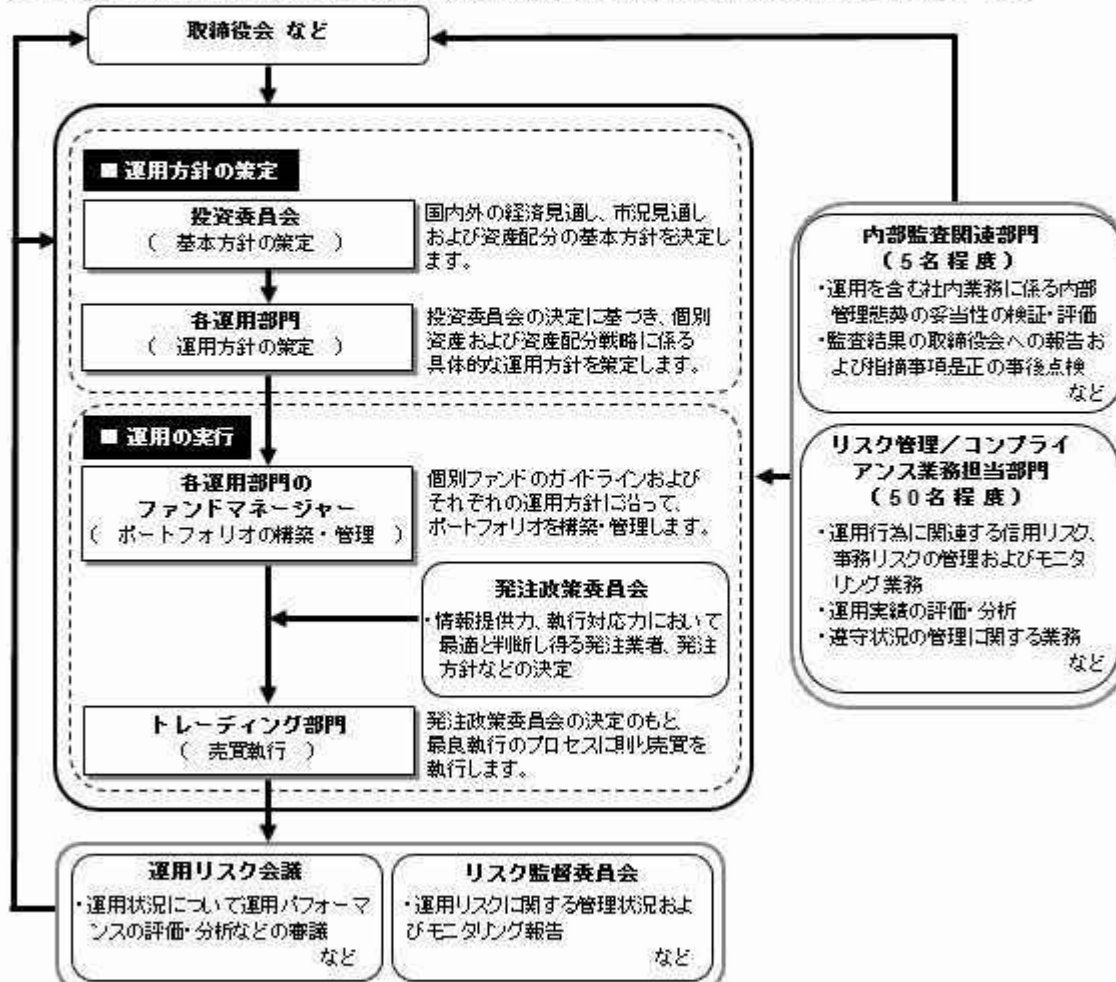 取締役会 など
■ 運用方針の策定
投資委員会
( 基本方針の策定 )
国内外の経済見通し、市況見通し
および資産配分の基本方針を決定し
ます。
各運用部門
( 運用方針の策定 )
投資委員会の決定に基づき、個別
資産および資産配分戦略に係る
具体的な運用方針を策定します。
■ 運用の実行
各運用部門の
ファンドマネージャー
( ポートフォリオの構築・管理 )
個別ファンドのガイドラインおよび
それぞれの運用方針に沿って、
ポートフォリオを構築・管理します。
発注政策委員会
・情報提供力、執行対応力において
最適と判断し得る発注業者、発注
方針などの決定
トレーディング部門
( 売買執行 )
発注政策委員会の決定のもと
最良執行のプロセスに則り売買を
執行します。
内部監査関連部門
(5名程度)
・運用を含む社内業務に係る内部
管理態勢の妥当性の検証・評価
・監査結果の取締役会への報告お
よび指摘事項是正の事後点検
など
リスク管理/コンプライ
アンス業務担当部門
(50名程度)
・運用行為に関連する信用リスク、
事務リスクの管理およびモニタ
リング業務
・運用実績の評価・分析
・遵守状況の管理に関する業務
など
運用リスク会議
・運用状況について運用パフォーマ
ンスの評価・分析などの審議
など
リスク監督委員会
・運用リスクに関する管理状況およ
びモニタリング報告
など